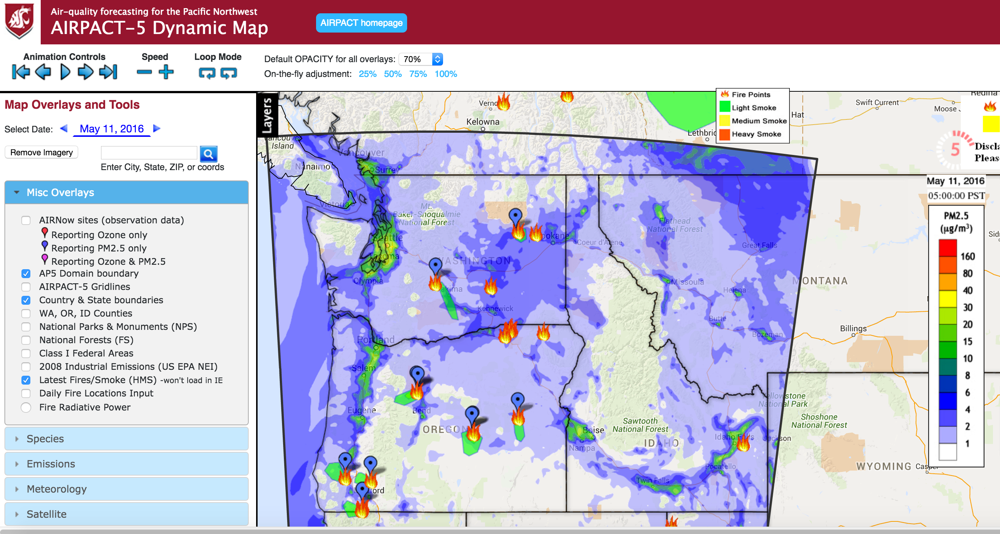 Air-quality forecasting for the Pacific Northwest
AIRPACT-5 Dynamic Map
AIRPACT homepage
Animation Controls
Speed
Loop Mode
Default OPACITY for all overlays: 70%
On-the-fly adjustment: 25% 50% 75% 100%
Map Overlays and Tools
Select Date: May 11, 2016
Remove Imagery
Enter City, State, ZIP, or coords
Misc Overlays
AIRNow sites (observation data)
Reporting Ozone only
Reporting PM2.5 only
Reporting Ozone & PM2.5
AP5 Domain boundary
AIRPACT-5 Gridlines
Country & State boundaries
WA, OR, ID Counties
National Parks & Monuments (NPS)
National Forests (FS)
Class I Federal Areas
2008 Industrial Emissions (US EPA NEI)
Latest Fires/Smoke (HMS) -won't load in IE
Daily Fire Locations Input
Fire Radiative Power
Species
Emissions
Meteorology
Satellite
Layers
Fire Points
Light Smoke
Medium Smoke
Heavy Smoke
Verno
Kelowna
Lethbric
Hat
Swift Current
Moose J
Regina
5
Discla
Pleas
Vancouver
Island
Vancouver
Nanaimo
Surrey
Victoria
Mt.
Baker-Snoqualmie
National Forest
Seattle
Tacoma
Olympia
WASHINGTON
pokane
Coeur d'Alene
akima
Kennewick
Flathead
National Forest
Great Falls
Missoula
Helena
Butte
Bozeman
MONTANA
Billings
Sid
Portland
Salem
Eugene
Bend
OREGON
ford
Boise
Nampa
Sawtooth
National Forest
IDAHO
Idaho Falls
Jackson
Pocatello
Twin Falls
Yellowstone
National Park
Shoshone
National Forest
WYOMING
Casper
May 11, 2016
05:00:00 PST
PM2.5
(µg/m³)
160
80
40
30
20
15
10
8
6
4
2
1